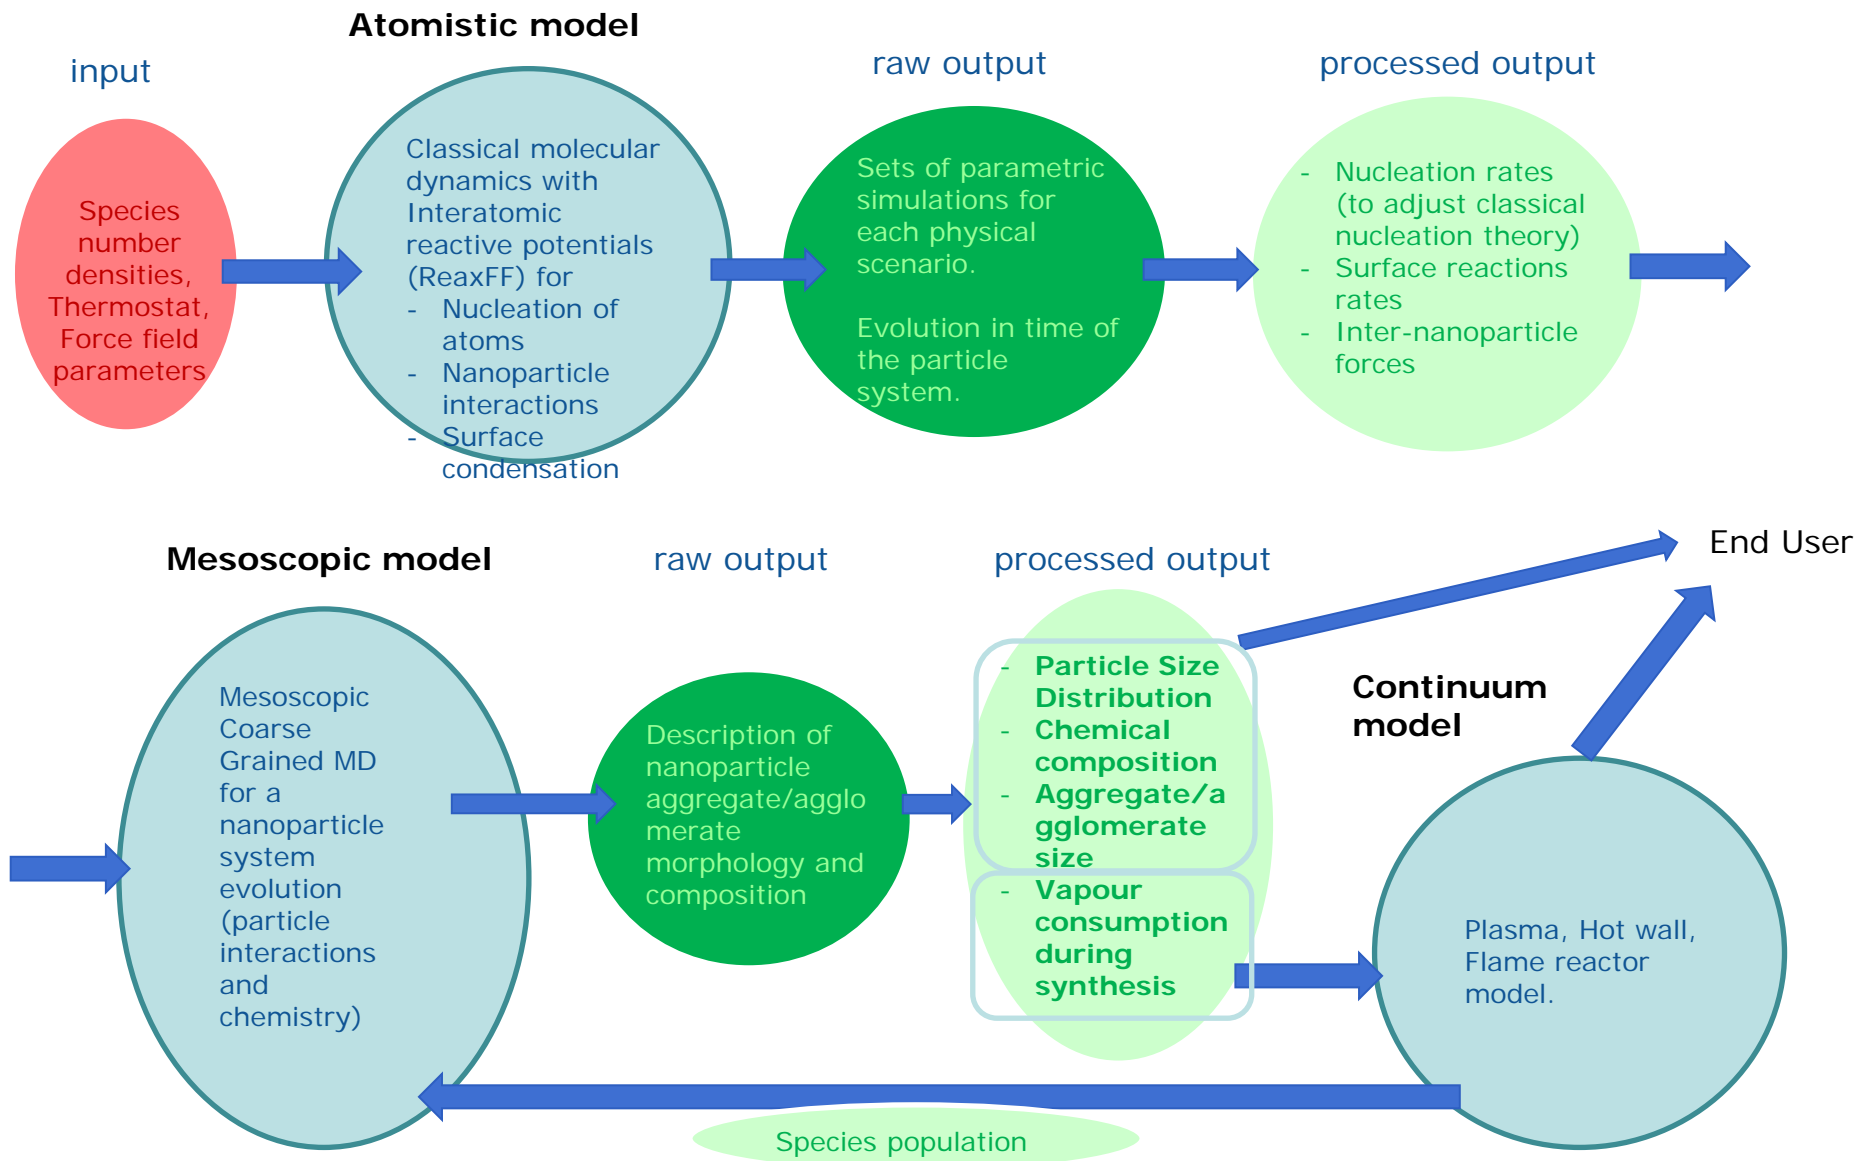 Atomistic model
input
raw output
processed output
Species
number
densities,
Thermostat,
Force field
parameters
Classical molecular
dynamics with
Interatomic
reactive potentials
(ReaxFF) for
- Nucleation of
atoms
- Nanoparticle
interactions
- Surface
condensation
Sets of parametric
simulations for
each physical
scenario.
Evolution in time of
the particle
system.
- Nucleation rates
(to adjust classical
nucleation theory)
- Surface reactions
rates
- Inter-nanoparticle
forces
Mesoscopic model
raw output
processed output
End User
Mesoscopic
Coarse
Grained MD
for a
nanoparticle
system
evolution
(particle
interactions
and
chemistry)
Description of
nanoparticle
aggregate/agglo
merate
morphology and
composition
- Particle Size
Distribution
- Chemical
composition
- Aggregate/a
gglomerate
size
- Vapour
consumption
during
synthesis
Continuum
model
Plasma, Hot wall,
Flame reactor
model.
Species population